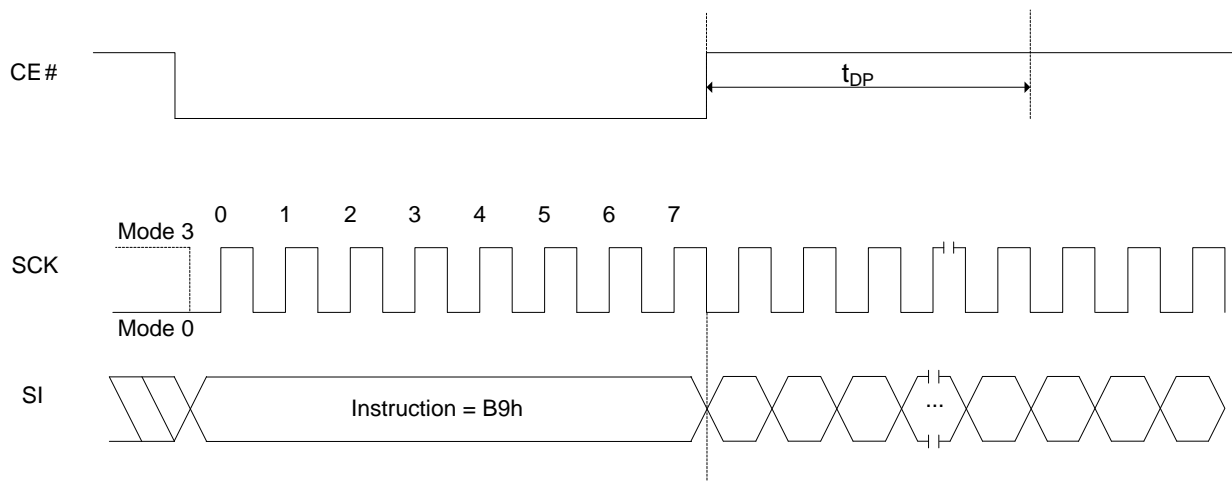 CE#
tDP
0 1 2 3 4 5 6 7
Mode 3
SCK
Mode 0
SI
Instruction = B9h
...